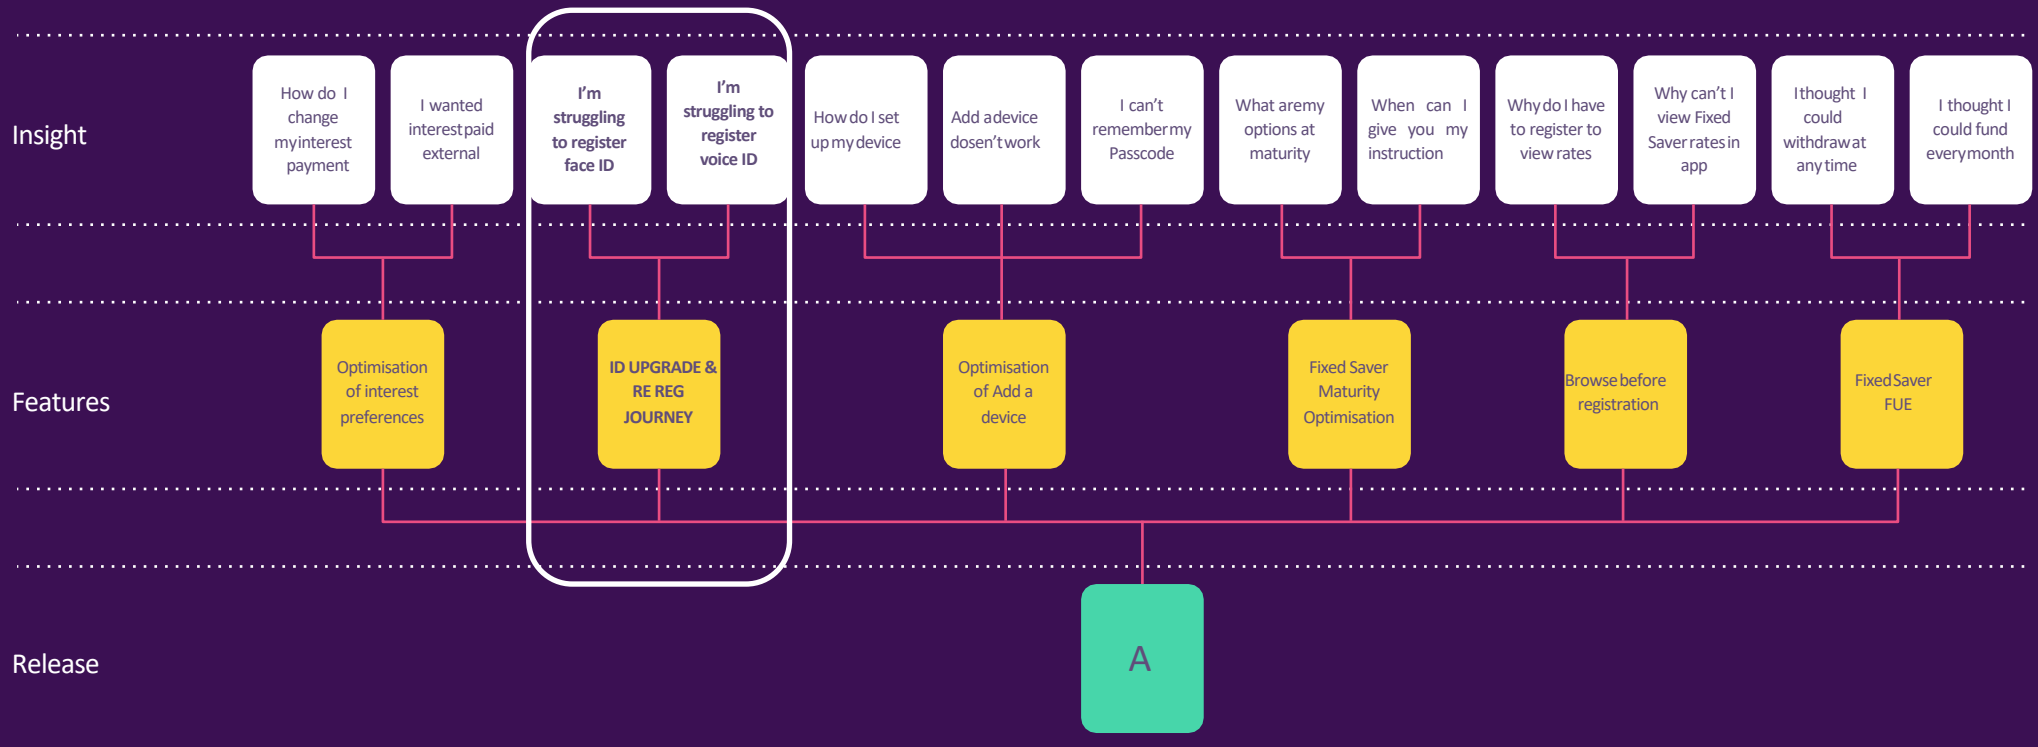 Insight
How do I
change
my interest
payment
I wanted
interest paid
external
I'm
struggling
to register
face ID
I'm
struggling to
register
voice ID
How do I set
up my device
Add a device
dosen't work
I can't
remember my
Passcode
What are my
options at
maturity
When can I
give you my
instruction
Why do I have
to register to
view rates
Why can't I
view Fixed
Saver rates in
app
I thought I
could
withdraw at
any time
I thought I
could fund
every month
Features
Optimisation
of interest
preferences
ID UPGRADE &
RE REG
JOURNEY
Optimisation
of Add a
device
Fixed Saver
Maturity
Optimisation
Browse before
registration
Fixed Saver
FUE
Release
A